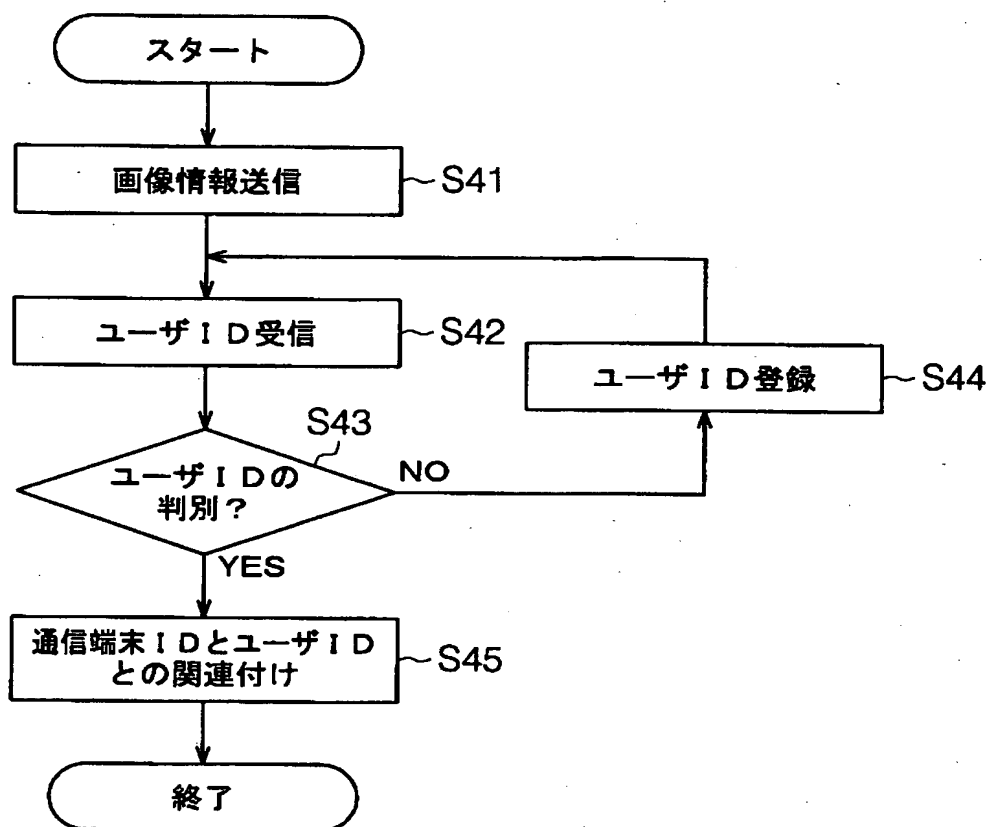 スタート
画像情報送信
S41
ユーザID受信
S42
ユーザID登録
S44
S43
ユーザIDの
判別?
NO
YES
通信端末IDとユーザID
との関連付け
S45
終了